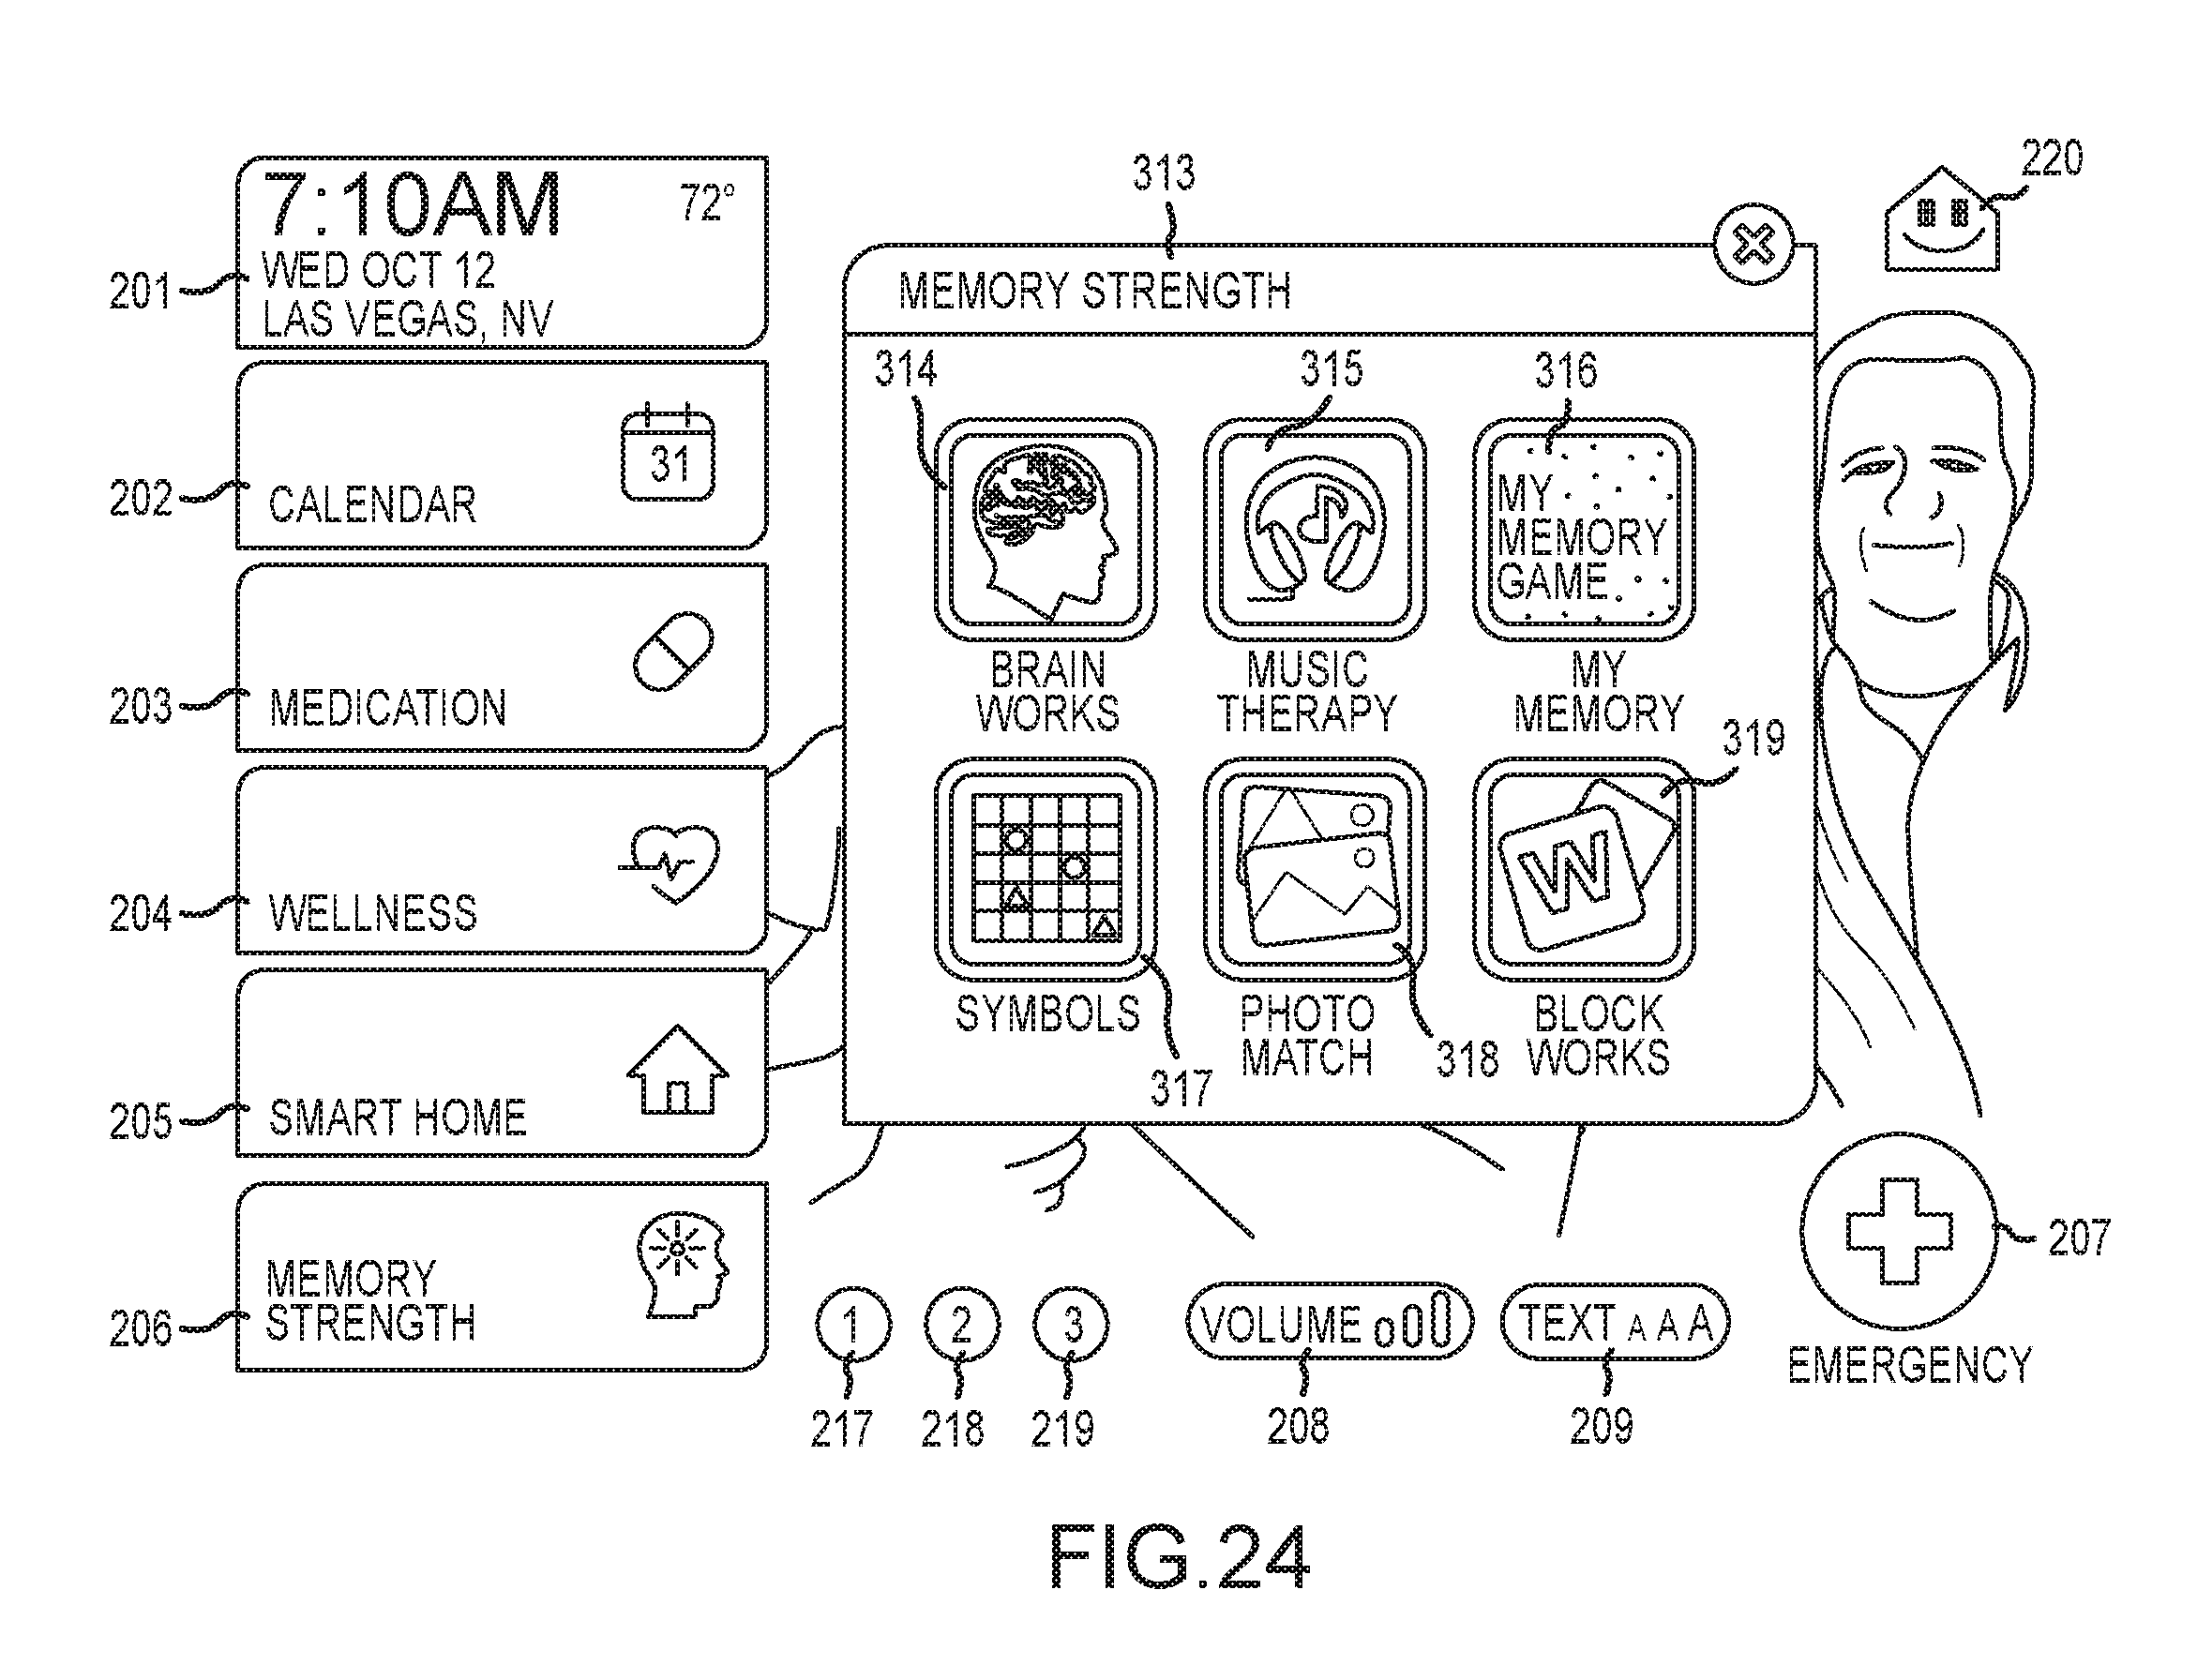 220
313
7:10AM 72°
WED OCT 12
LAS VEGAS, NV
201
MEMORY STRENGTH
314
315
316
31
CALENDAR
202
MY
MEMORY
GAME
BRAIN
WORKS
MUSIC
THERAPY
MY
MEMORY
MEDICATION
203
319
W
WELLNESS
204
SYMBOLS
PHOTO
MATCH
BLOCK
WORKS
317
318
SMART HOME
205
207
MEMORY
STRENGTH
206
1
2
3
VOLUME
TEXT A A A
EMERGENCY
217
218
219
208
209
FIG.24